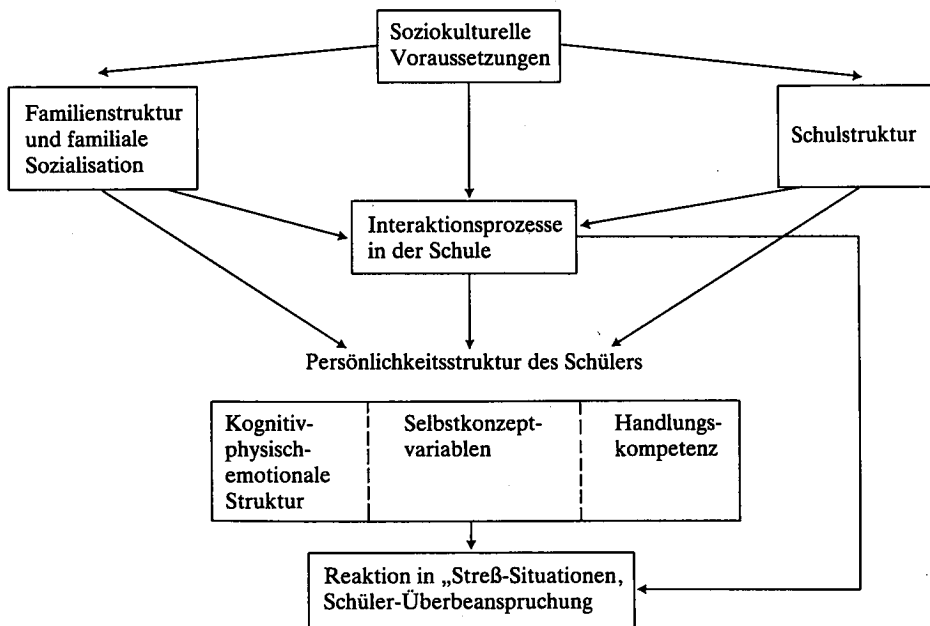 Soziokulturelle
Voraussetzungen
Familienstruktur
und familiale
Sozialisation
Schulstruktur
Interaktionsprozesse
in der Schule
Persönlichkeitsstruktur des Schülers
Kognitiv-
physisch-
emotionale
Struktur
Selbstkonzept-
variablen
Handlungs-
kompetenz
Reaktion in „Streß-Situationen,
Schüler-Überbeanspruchung